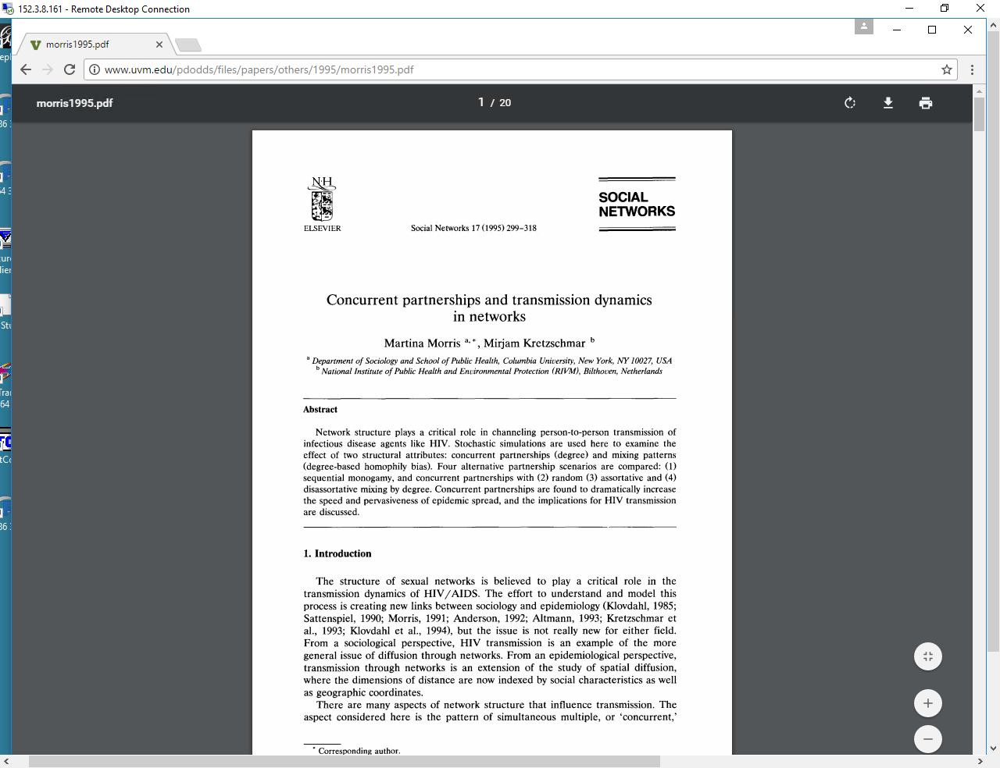 152.3.8.161 - Remote Desktop Connection
morris1995.pdf
www.uvm.edu/pdodds/files/papers/others/1995/morris1995.pdf
morris1995.pdf
1 / 20
N·H
ELSEVIER
Social Networks 17 (1995) 299–318
SOCIAL
NETWORKS
Concurrent partnerships and transmission dynamics
in networks
Martina Morris a,*, Mirjam Kretzschmar b
a Department of Sociology and School of Public Health, Columbia University, New York, NY 10027, USA
b National Institute of Public Health and Environmental Protection (RIVM), Bilthoven, Netherlands
Abstract
Network structure plays a critical role in channeling person-to-person transmission of
infectious disease agents like HIV. Stochastic simulations are used here to examine the
effect of two structural attributes: concurrent partnerships (degree) and mixing patterns
(degree-based homophily bias). Four alternative partnership scenarios are compared: (1)
sequential monogamy, and concurrent partnerships with (2) random (3) assortative and (4)
disassortative mixing by degree. Concurrent partnerships are found to dramatically increase
the speed and pervasiveness of epidemic spread, and the implications for HIV transmission
are discussed.
1. Introduction
The structure of sexual networks is believed to play a critical role in the
transmission dynamics of HIV/AIDS. The effort to understand and model this
process is creating new links between sociology and epidemiology (Klovdahl, 1985;
Sattenspiel, 1990; Morris, 1991; Anderson, 1992; Altmann, 1993; Kretzschmar et
al., 1993; Klovdahl et al., 1994), but the issue is not really new for either field.
From a sociological perspective, HIV transmission is an example of the more
general issue of diffusion through networks. From an epidemiological perspective,
transmission through networks is an extension of the study of spatial diffusion,
where the dimensions of distance are now indexed by social characteristics as well
as geographic coordinates.
There are many aspects of network structure that influence transmission. The
aspect considered here is the pattern of simultaneous multiple, or ‘concurrent,’
* Corresponding author.